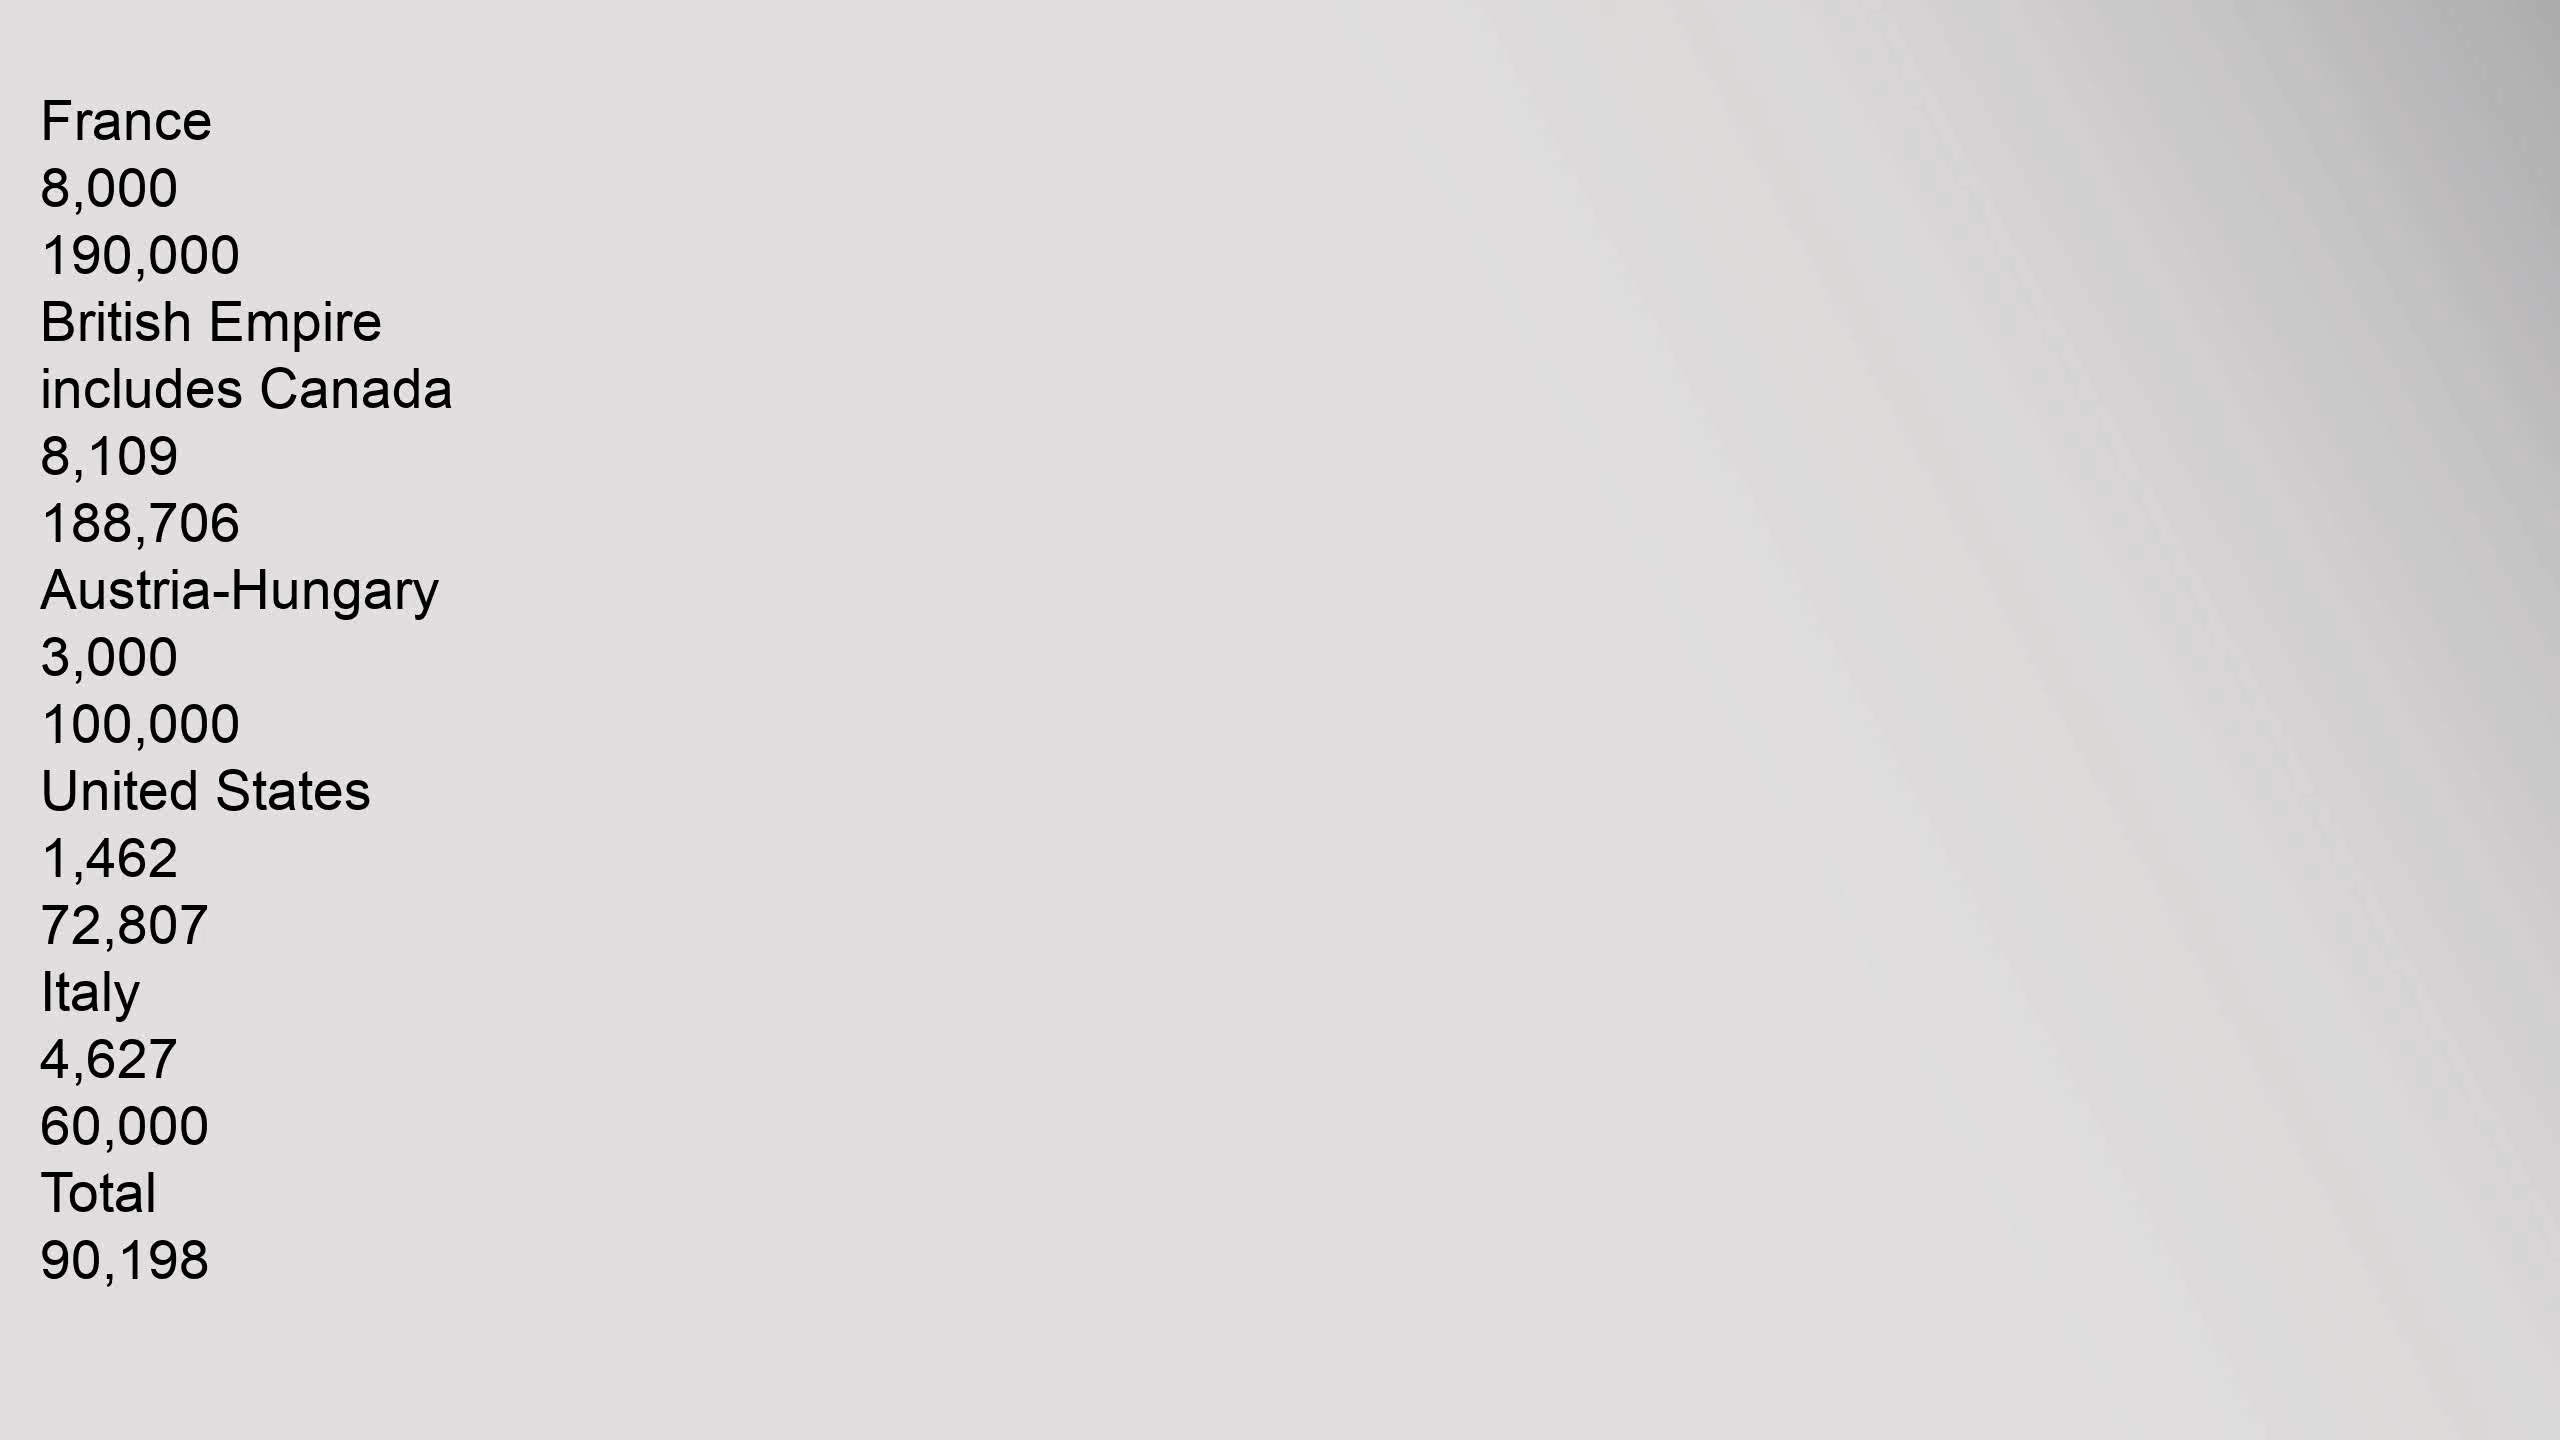 France
8,000
190,000
British Empire
includes Canada
8,109
188,706
Austria-Hungary
3,000
100,000
United States
1,462
72,807
Italy
4,627
60,000
Total
90,198